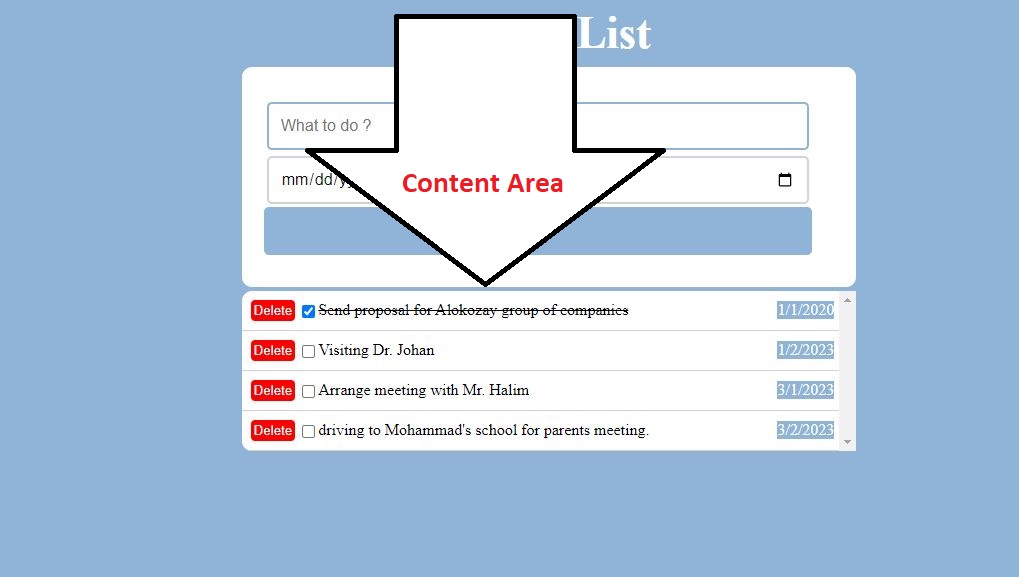 List
What to do ?
mm/dd/yy
Content Area
Delete Send proposal for Alokozay group of companies 1/1/2020
Delete Visiting Dr. Johan 1/2/2023
Delete Arrange meeting with Mr. Halim 3/1/2023
Delete driving to Mohammad's school for parents meeting. 3/2/2023